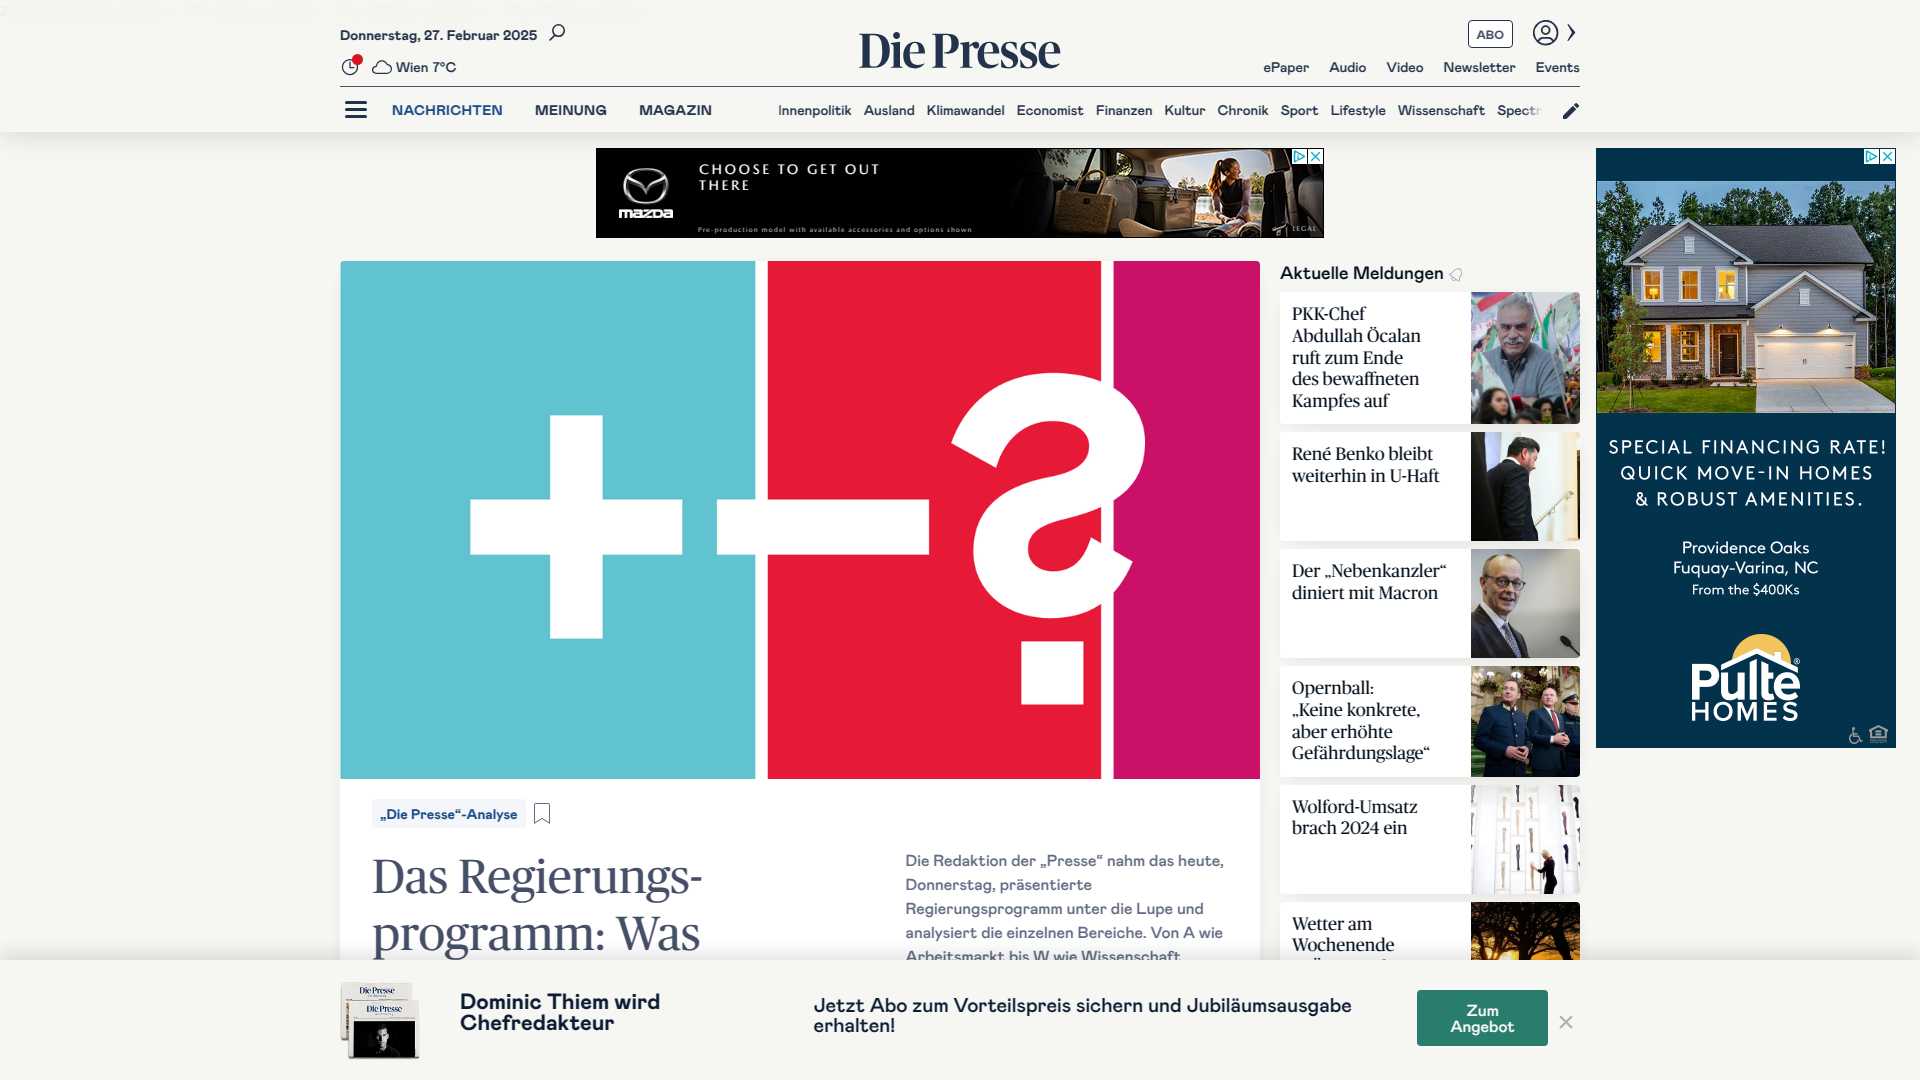 Donnerstag, 27. Februar 2025
Wien 7°C
Die Presse
ABO
ePaper Audio Video Newsletter Events
NACHRICHTEN MEINUNG MAGAZIN
Innenpolitik Ausland Klimawandel Economist Finanzen Kultur Chronik Sport Lifestyle Wissenschaft Spectr
CHOOSE TO GET OUT
THERE
mazda
Pre-production model with available accessories and options shown
LEGAL
+ – ?
„Die Presse“-Analyse
Das Regierungs-
programm: Was
Die Redaktion der „Presse“ nahm das heute,
Donnerstag, präsentierte
Regierungsprogramm unter die Lupe und
analysiert die einzelnen Bereiche. Von A wie
Arbeitsmarkt bis W wie Wissenschaft.
Aktuelle Meldungen
PKK-Chef
Abdullah Öcalan
ruft zum Ende
des bewaffneten
Kampfes auf
René Benko bleibt
weiterhin in U-Haft
Der „Nebenkanzler“
diniert mit Macron
Opernball:
„Keine konkrete,
aber erhöhte
Gefährdungslage“
Wolford-Umsatz
brach 2024 ein
Wetter am
Wochenende
SPECIAL FINANCING RATE!
QUICK MOVE-IN HOMES
& ROBUST AMENITIES.
Providence Oaks
Fuquay-Varina, NC
From the $400Ks
Pulte
HOMES
Die Presse
Die Presse
Dominic Thiem wird
Chefredakteur
Jetzt Abo zum Vorteilspreis sichern und Jubiläumsausgabe
erhalten!
Zum
Angebot